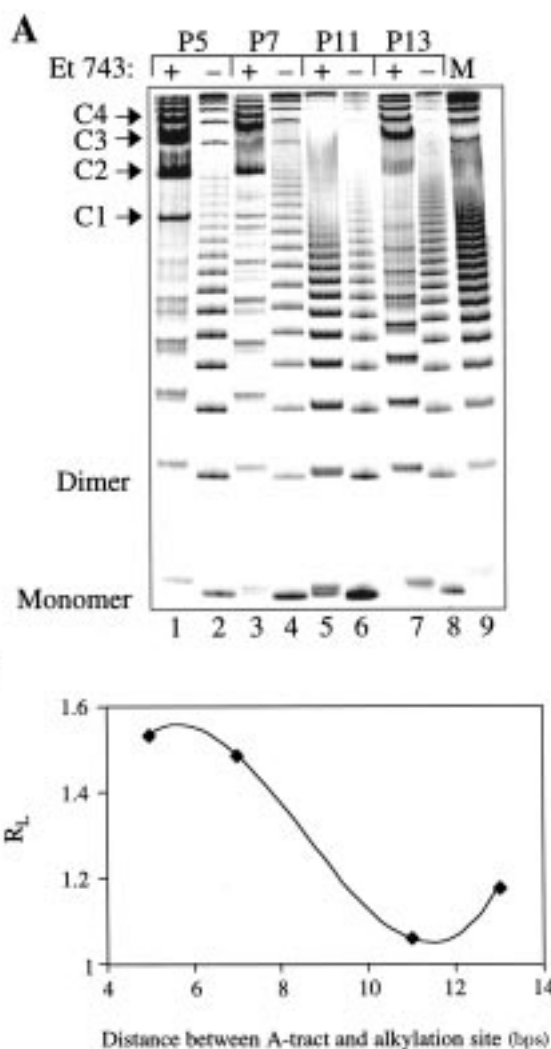 A
P5 P7 P11 P13
Et 743: + − + − + − + − M
C4
C3
C2
C1
Dimer
Monomer
1 2 3 4 5 6 7 8 9
1.6
1.4
1.2
1
R_L
4 6 8 10 12 14
Distance between A-tract and alkylation site (bps)